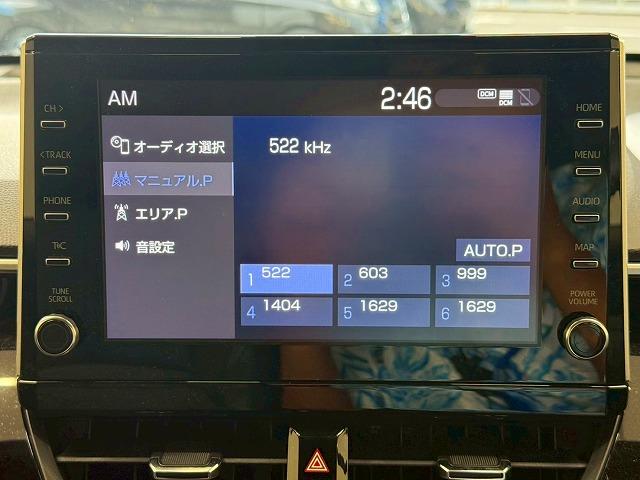 AM
2:46
DCM
DCM
CH >
< TRACK
PHONE
T&C
TUNE
SCROLL
オーディオ選択
マニュアル.P
エリア.P
音設定
522 kHz
AUTO.P
1 522
2 603
3 999
4 1404
5 1629
6 1629
HOME
MENU
AUDIO
MAP
POWER
VOLUME